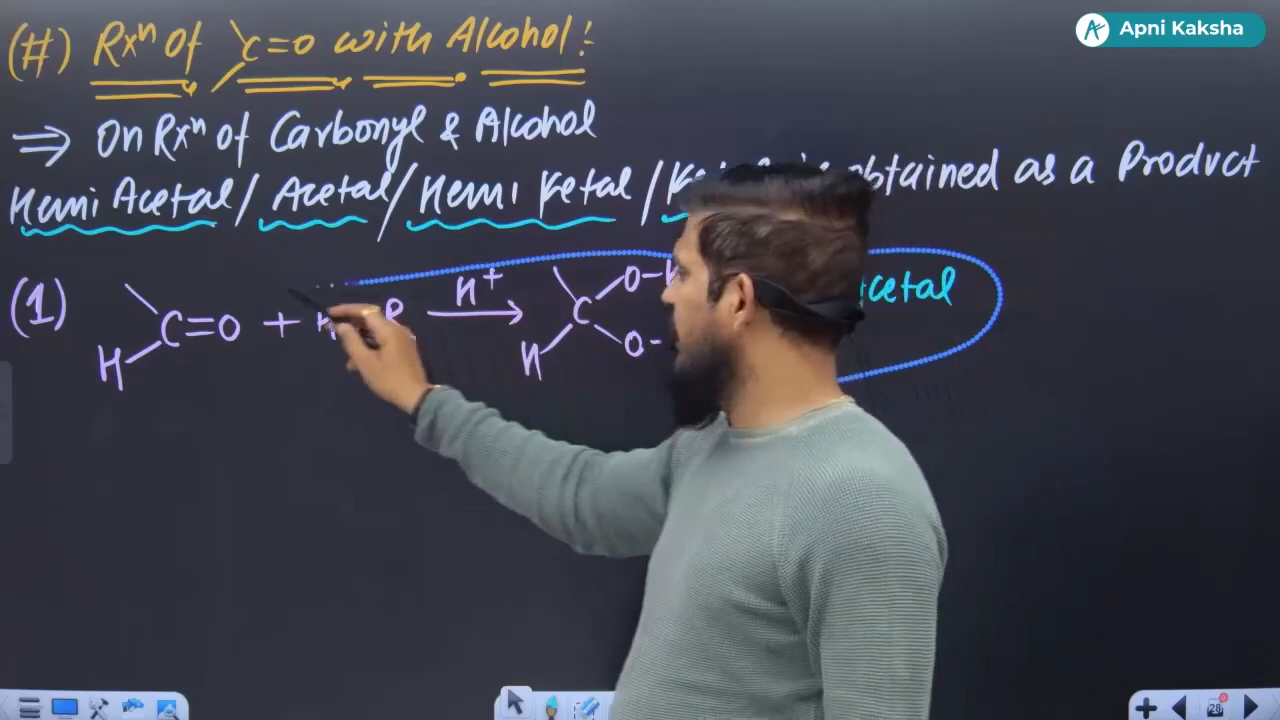 Apni Kaksha
(#) Rxⁿ of C=O with Alcohol:
⇒ On Rxⁿ of Carbonyl & Alcohol
Hemi Acetal / Acetal / Hemi Ketal / obtained as a Product
(1) H C=O + H R H⁺ → H C O-H O- cetal
28